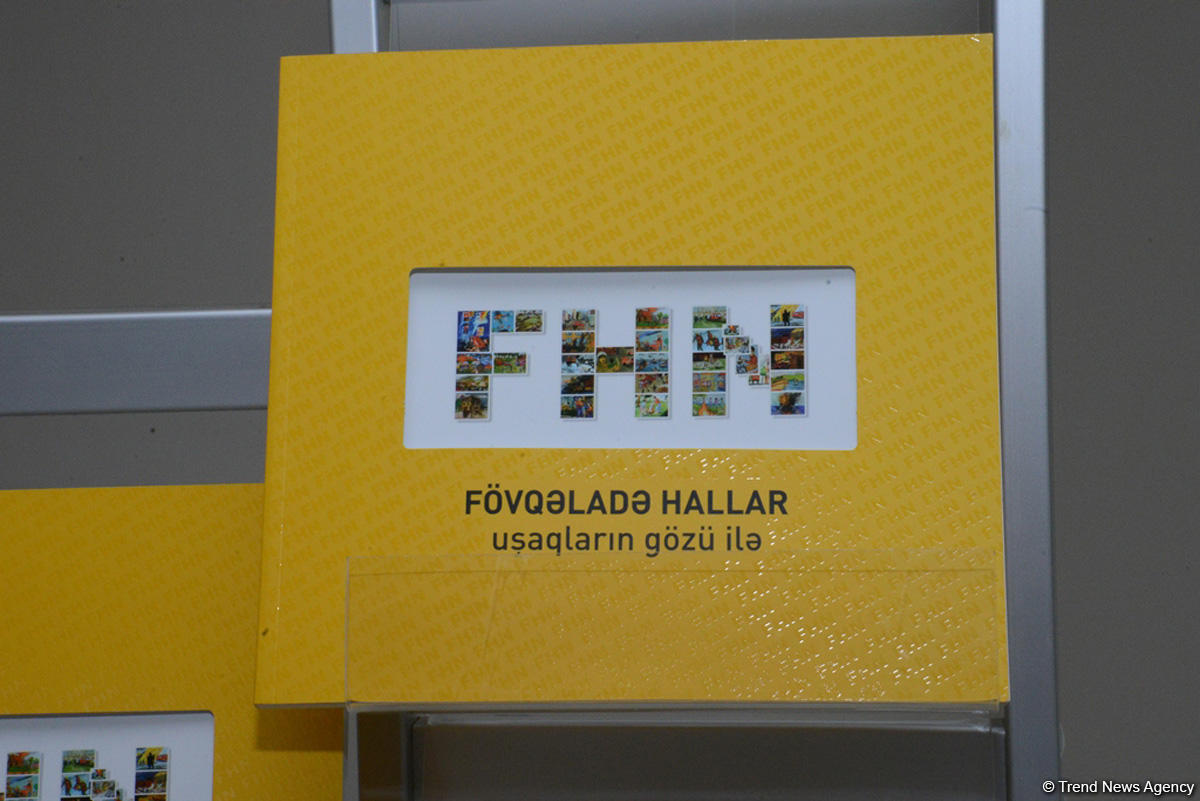 FHN
FÖVQƏLADƏ HALLAR
uşaqların gözü ilə
© Trend News Agency